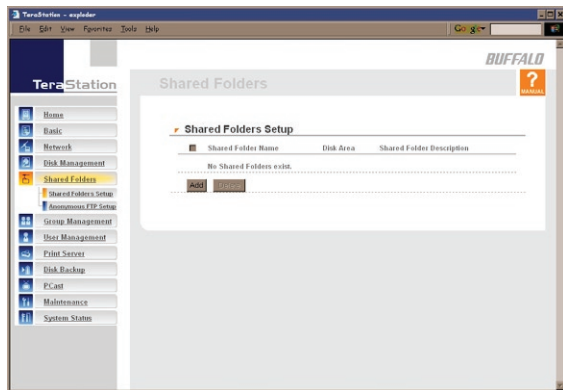 TeraStation - exploder
File Edit View Favorites Tools Help
Google
BUFFALO
TeraStation
Shared Folders
?
MANUAL
Home
Basic
Network
Disk Management
Shared Folders
Shared Folders Setup
Anonymous FTP Setup
Group Management
User Management
Print Server
Disk Backup
PCast
Maintenance
System Status
Shared Folders Setup
Shared Folder Name Disk Area Shared Folder Description
No Shared Folders exist.
Add Delete